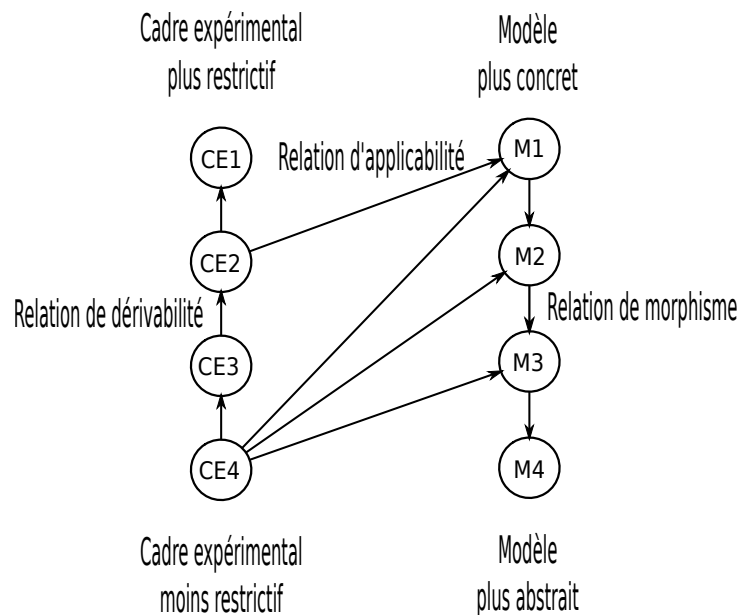 Cadre expérimental
plus restrictif
Modèle
plus concret
CE1
Relation d'applicabilité
M1
CE2
M2
Relation de dérivabilité
Relation de morphisme
CE3
M3
CE4
M4
Cadre expérimental
moins restrictif
Modèle
plus abstrait